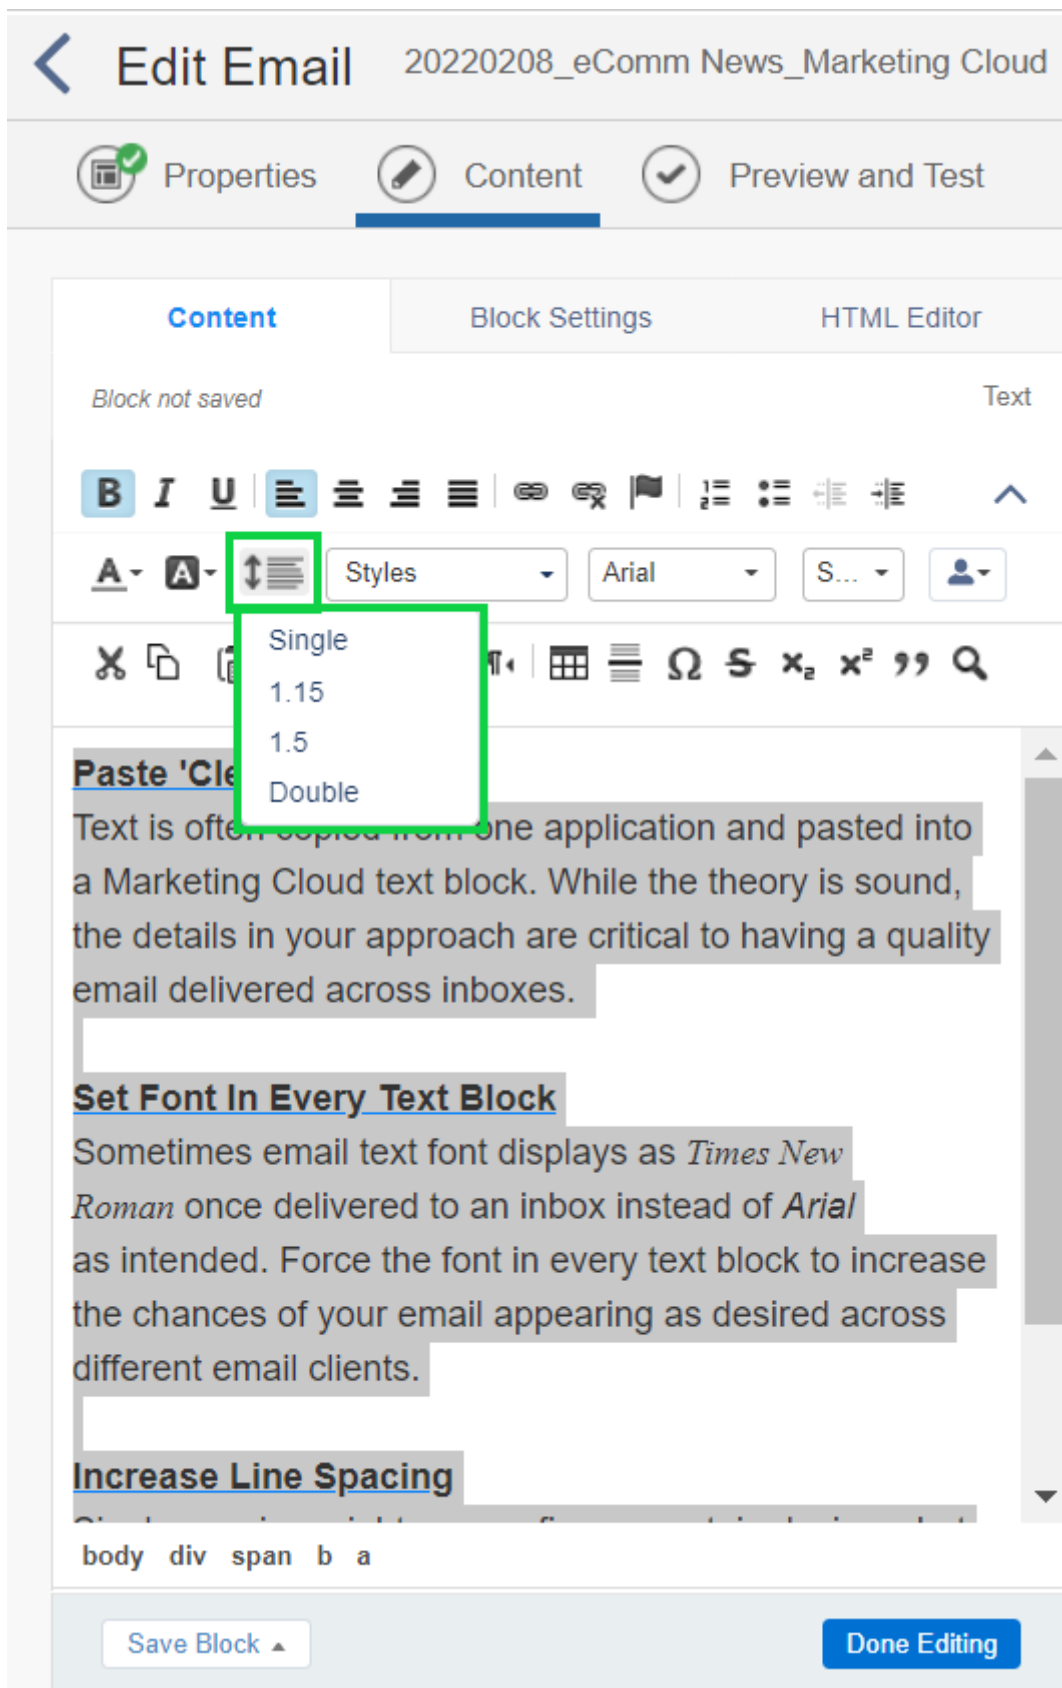 Edit Email 20220208_eComm News_Marketing Cloud
Properties Content Preview and Test
Content Block Settings HTML Editor
Block not saved Text
B I U
A A Styles Arial S...
Single
1.15
1.5
Double
Paste 'Cle
Text is often copied from one application and pasted into
a Marketing Cloud text block. While the theory is sound,
the details in your approach are critical to having a quality
email delivered across inboxes.
Set Font In Every Text Block
Sometimes email text font displays as Times New
Roman once delivered to an inbox instead of Arial
as intended. Force the font in every text block to increase
the chances of your email appearing as desired across
different email clients.
Increase Line Spacing
body div span b a
Save Block Done Editing